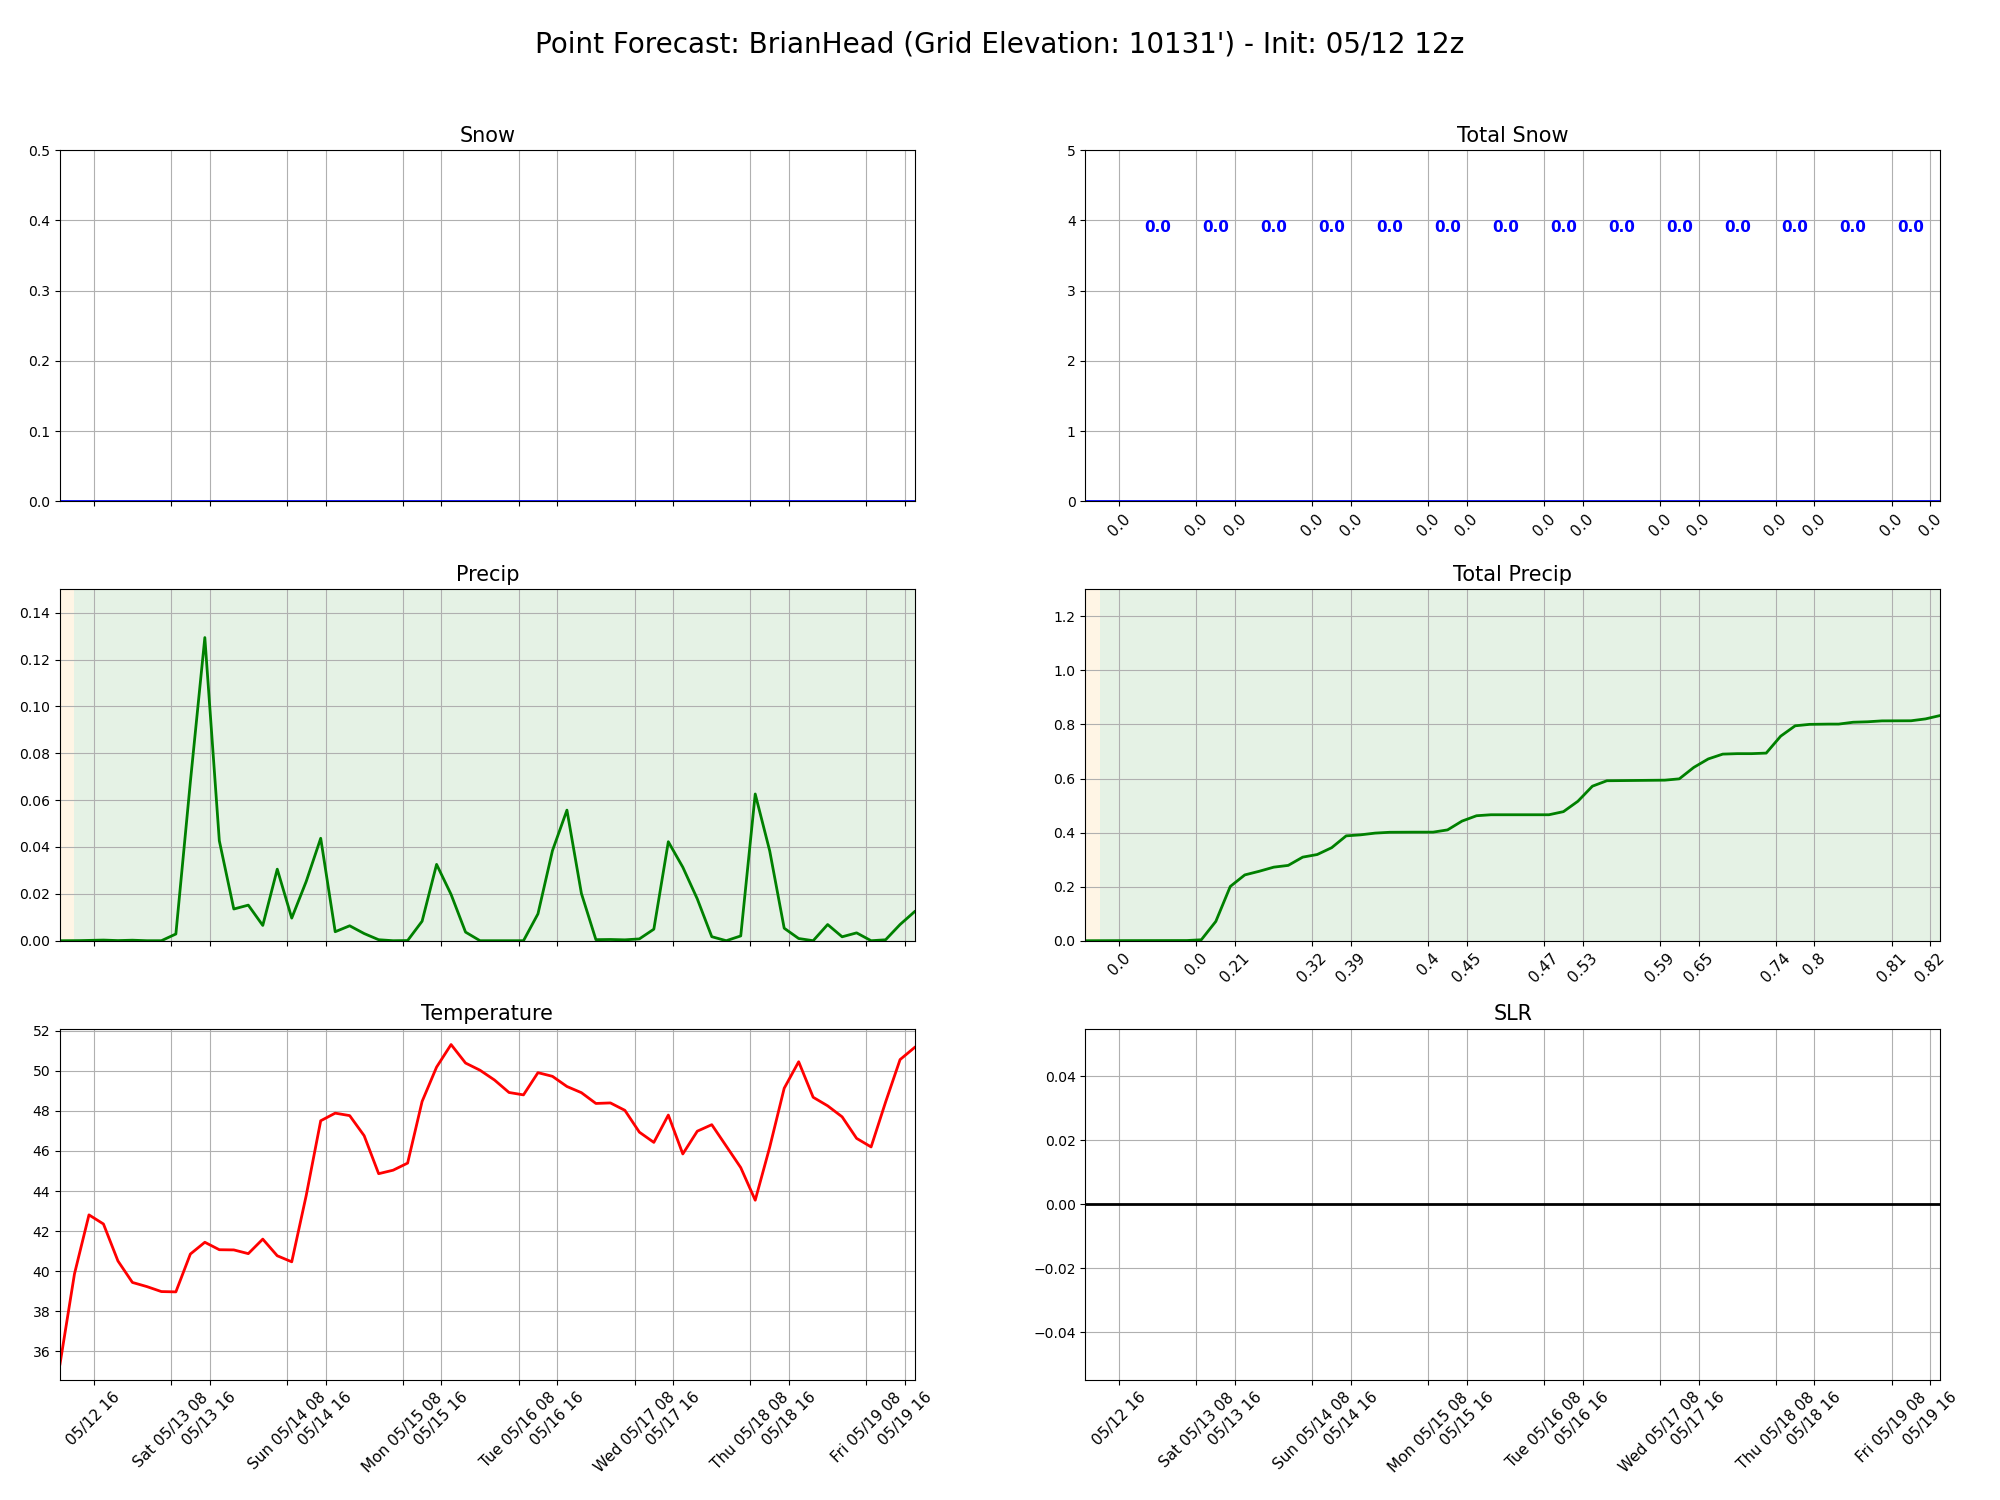 Point Forecast: BrianHead (Grid Elevation: 10131') - Init: 05/12 12z
Snow
0.5
0.4
0.3
0.2
0.1
0.0
Total Snow
5
4
3
2
1
0
0.0 0.0 0.0 0.0 0.0 0.0 0.0 0.0 0.0 0.0 0.0 0.0 0.0 0.0
0.0 0.0 0.0 0.0 0.0 0.0 0.0 0.0 0.0 0.0 0.0 0.0 0.0 0.0 0.0
Precip
0.14
0.12
0.10
0.08
0.06
0.04
0.02
0.00
Total Precip
1.2
1.0
0.8
0.6
0.4
0.2
0.0
0.0 0.0 0.21 0.32 0.39 0.4 0.45 0.47 0.53 0.59 0.65 0.74 0.8 0.81 0.82
Temperature
52
50
48
46
44
42
40
38
36
05/12 16
Sat 05/13 08
05/13 16
Sun 05/14 08
05/14 16
Mon 05/15 08
05/15 16
Tue 05/16 08
05/16 16
Wed 05/17 08
05/17 16
Thu 05/18 08
05/18 16
Fri 05/19 08
05/19 16
SLR
0.04
0.02
0.00
−0.02
−0.04
05/12 16
Sat 05/13 08
05/13 16
Sun 05/14 08
05/14 16
Mon 05/15 08
05/15 16
Tue 05/16 08
05/16 16
Wed 05/17 08
05/17 16
Thu 05/18 08
05/18 16
Fri 05/19 08
05/19 16